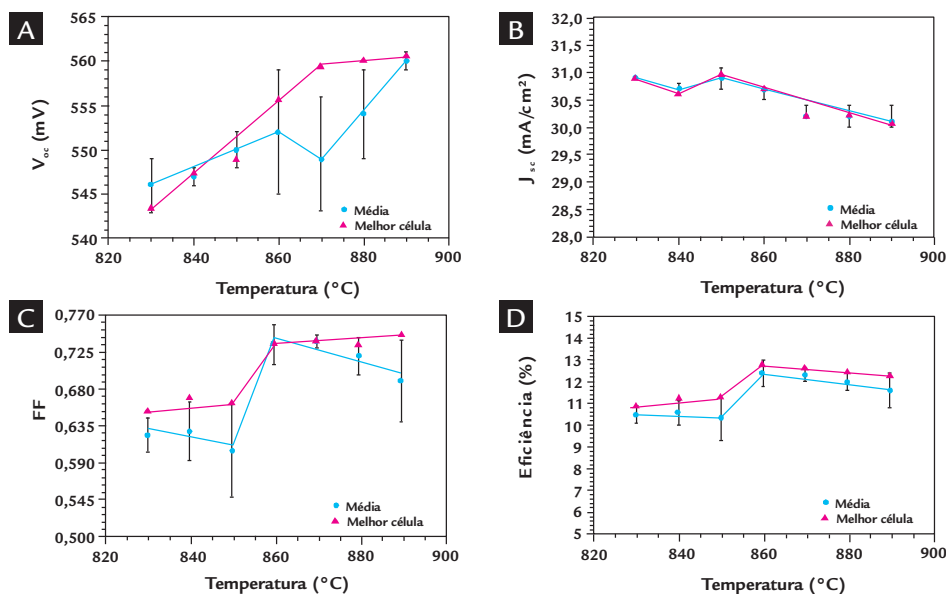 A
565
560
555
550
545
540
V oc (mV)
820 840 860 880 900
Temperatura (°C)
Média
Melhor célula
B
32,0
31,5
31,0
30,5
30,0
29,5
29,0
28,5
28,0
J sc (mA/cm²)
820 840 860 880 900
Temperatura (°C)
Média
Melhor célula
C
0,770
0,725
0,680
0,635
0,590
0,545
0,500
FF
820 840 860 880 900
Temperatura (°C)
Média
Melhor célula
D
15
14
13
12
11
10
9
8
7
6
5
Eficiência (%)
820 840 860 880 900
Temperatura (°C)
Média
Melhor célula